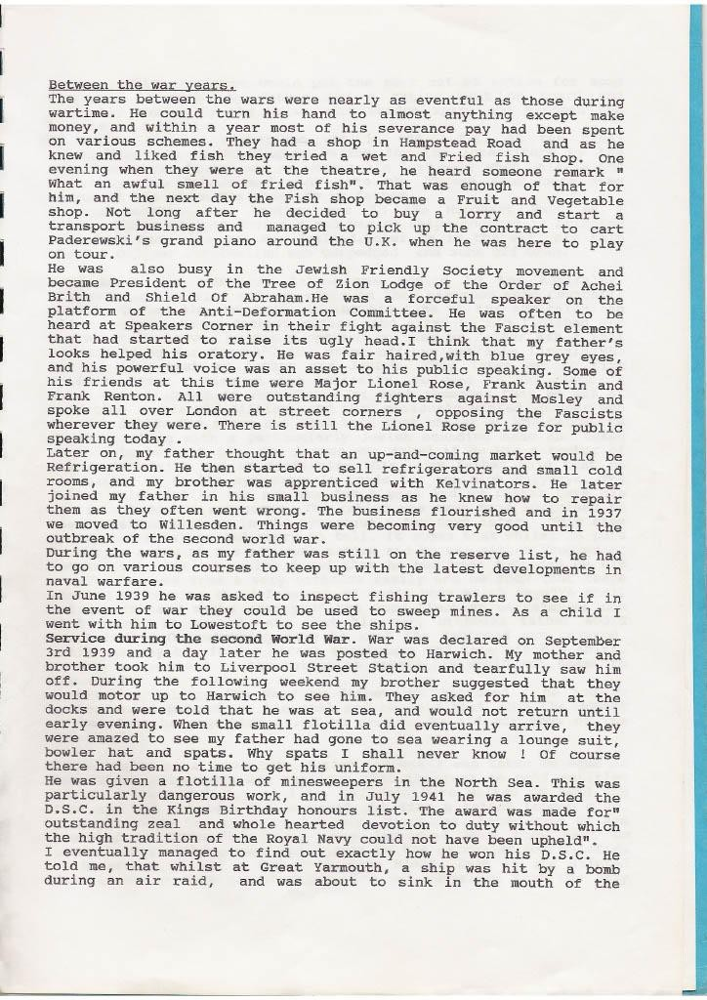 Between the war years.
The years between the wars were nearly as eventful as those during
wartime. He could turn his hand to almost anything except make
money, and within a year most of his severance pay had been spent
on various schemes. They had a shop in Hampstead Road  and as he
knew and liked fish they tried a wet and Fried fish shop. One
evening when they were at the theatre, he heard someone remark "
What an awful smell of fried fish". That was enough of that for
him, and the next day the Fish shop became a Fruit and Vegetable
shop. Not long after he decided to buy a lorry and start a
transport business and  managed to pick up the contract to cart
Paderewski's grand piano around the U.K. when he was here to play
on tour.
He was  also busy in the Jewish Friendly Society movement and
became President of the Tree of Zion Lodge of the Order of Achei
Brith and Shield Of Abraham.He was a forceful speaker on the
platform of the Anti-Deformation Committee. He was often to be
heard at Speakers Corner in their fight against the Fascist element
that had started to raise its ugly head.I think that my father's
looks helped his oratory. He was fair haired,with blue grey eyes,
and his powerful voice was an asset to his public speaking. Some of
his friends at this time were Major Lionel Rose, Frank Austin and
Frank Renton. All were outstanding fighters against Mosley and
spoke all over London at street corners , opposing the Fascists
wherever they were. There is still the Lionel Rose prize for public
speaking today .
Later on, my father thought that an up-and-coming market would be
Refrigeration. He then started to sell refrigerators and small cold
rooms, and my brother was apprenticed with Kelvinators. He later
joined my father in his small business as he knew how to repair
them as they often went wrong. The business flourished and in 1937
we moved to Willesden. Things were becoming very good until the
outbreak of the second world war.
During the wars, as my father was still on the reserve list, he had
to go on various courses to keep up with the latest developments in
naval warfare.
In June 1939 he was asked to inspect fishing trawlers to see if in
the event of war they could be used to sweep mines. As a child I
went with him to Lowestoft to see the ships.
Service during the second World War. War was declared on September
3rd 1939 and a day later he was posted to Harwich. My mother and
brother took him to Liverpool Street Station and tearfully saw him
off. During the following weekend my brother suggested that they
would motor up to Harwich to see him. They asked for him  at the
docks and were told that he was at sea, and would not return until
early evening. When the small flotilla did eventually arrive,  they
were amazed to see my father had gone to sea wearing a lounge suit,
bowler hat and spats. Why spats I shall never know ! Of course
there had been no time to get his uniform.
He was given a flotilla of minesweepers in the North Sea. This was
particularly dangerous work, and in July 1941 he was awarded the
D.S.C. in the Kings Birthday honours list. The award was made for"
outstanding zeal  and whole hearted  devotion to duty without which
the high tradition of the Royal Navy could not have been upheld".
I eventually managed to find out exactly how he won his D.S.C. He
told me, that whilst at Great Yarmouth, a ship was hit by a bomb
during an air raid,  and was about to sink in the mouth of the